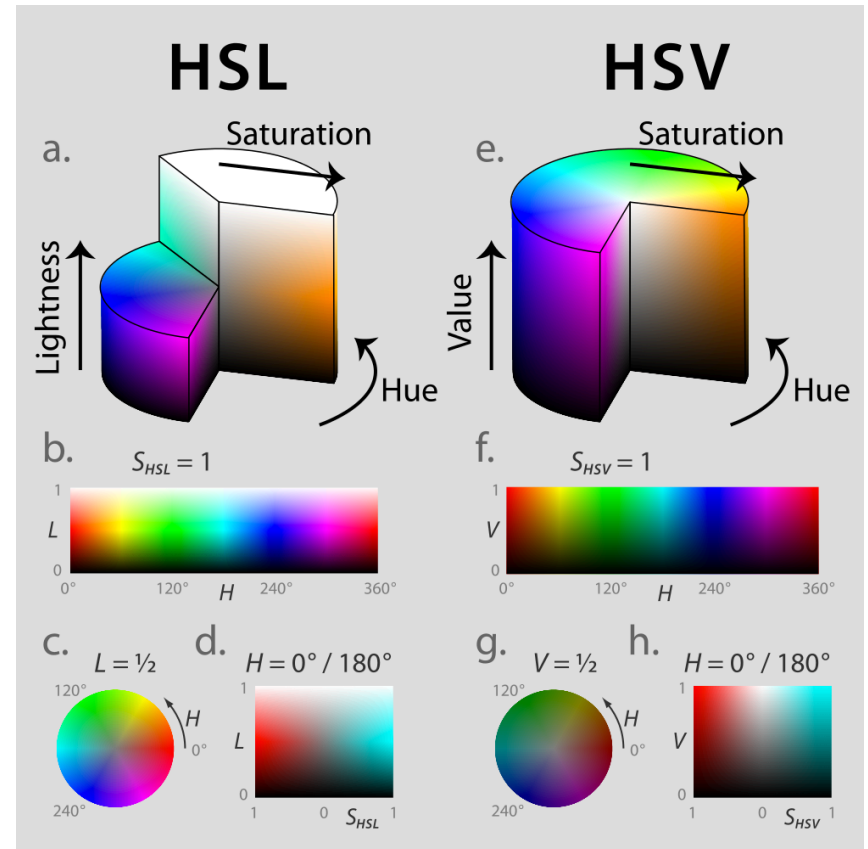 HSL
HSV
a.
Saturation
Lightness
Hue
e.
Saturation
Value
Hue
b.
S_HSL = 1
1
L
0
0°
120°
H
240°
360°
f.
S_HSV = 1
1
V
0
0°
120°
H
240°
360°
c.
L = ½
120°
H
0°
240°
d.
H = 0° / 180°
1
L
0
1
0
S_HSL
1
g.
V = ½
120°
H
0°
240°
h.
H = 0° / 180°
1
V
0
1
0
S_HSV
1